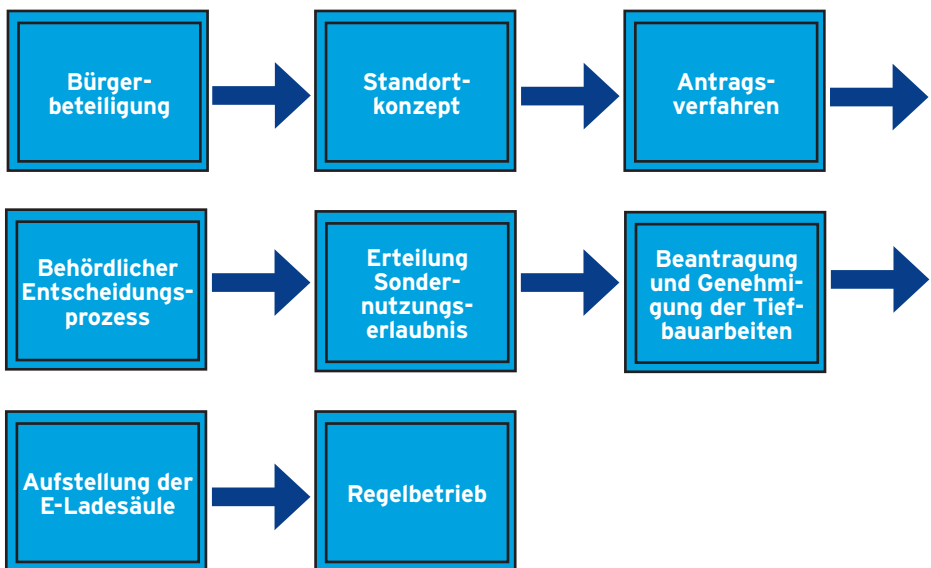 Bürger-
beteiligung
Standort-
konzept
Antrags-
verfahren
Behördlicher
Entscheidungs-
prozess
Erteilung
Sonder-
nutzungs-
erlaubnis
Beantragung
und Genehmi-
gung der Tief-
bauarbeiten
Aufstellung der
E-Ladesäule
Regelbetrieb